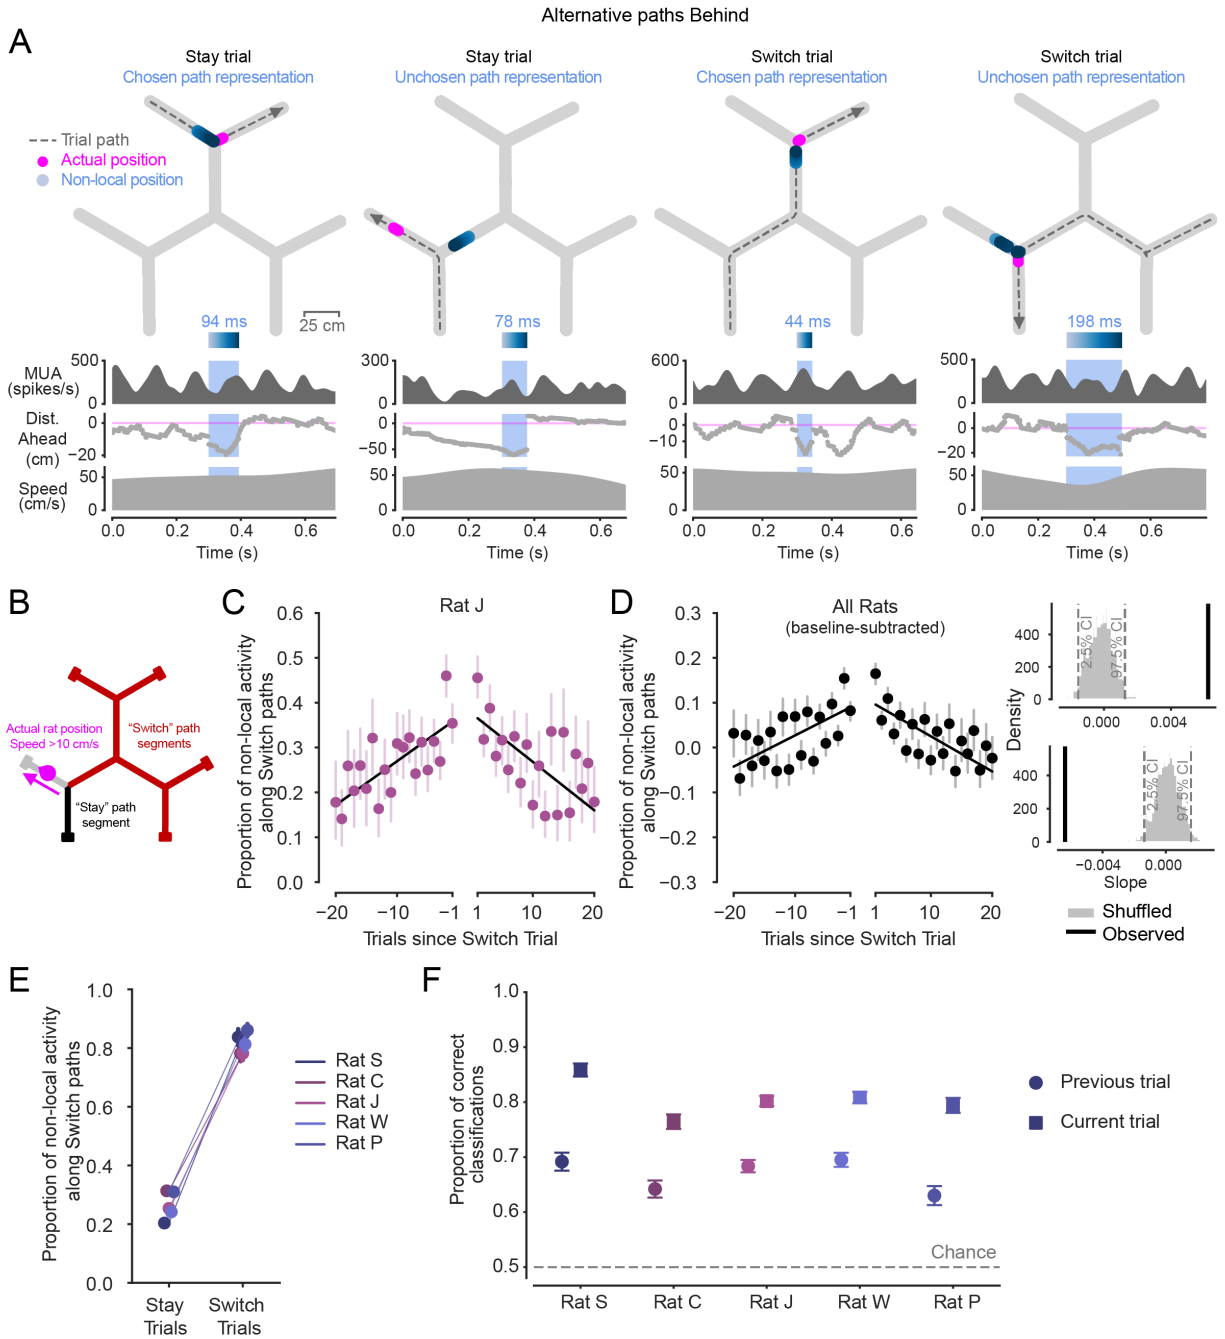 Alternative paths Behind
A
Stay trial
Chosen path representation
Stay trial
Unchosen path representation
Switch trial
Chosen path representation
Switch trial
Unchosen path representation
Trial path
Actual position
Non-local position
25 cm
94 ms
78 ms
44 ms
198 ms
MUA
(spikes/s)
500
0
300
0
600
0
500
0
Dist.
Ahead
(cm)
0
−20
0
−50
0
−10
0
−20
Speed
(cm/s)
50
0
50
0
50
0
50
0
0.0 0.2 0.4 0.6
0.0 0.2 0.4 0.6
0.0 0.2 0.4 0.6
0.0 0.2 0.4 0.6
Time (s)
Time (s)
Time (s)
Time (s)
B
Actual rat position
Speed >10 cm/s
"Switch" path
segments
"Stay" path
segment
C
Rat J
Proportion of non-local activity
along Switch paths
0.6
0.5
0.4
0.3
0.2
0.1
0.0
−20 −10 −1 1 10 20
Trials since Switch Trial
D
All Rats
(baseline-subtracted)
Proportion of non-local activity
along Switch paths
0.3
0.2
0.1
0.0
−0.1
−0.2
−0.3
−20 −10 −1 1 10 20
Trials since Switch Trial
Density
400
200
0
2.5% CI
97.5% CI
0.000 0.004
400
200
0
2.5% CI
97.5% CI
−0.004 0.000
Slope
Shuffled
Observed
E
Proportion of non-local activity
along Switch paths
1.0
0.8
0.6
0.4
0.2
0.0
Stay
Trials
Switch
Trials
Rat S
Rat C
Rat J
Rat W
Rat P
F
Proportion of correct
classifications
1.0
0.9
0.8
0.7
0.6
0.5
Chance
Rat S Rat C Rat J Rat W Rat P
Previous trial
Current trial